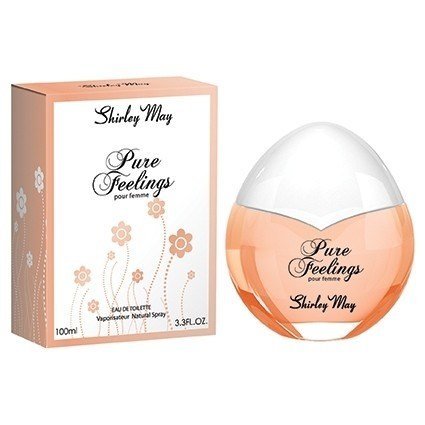 Shirley May
Pure
Feelings
pour femme
EAU DE TOILETTE
Vaporisateur Natural Spray
100ml
3.3FL.OZ.
Pure
Feelings
pour femme
Shirley May